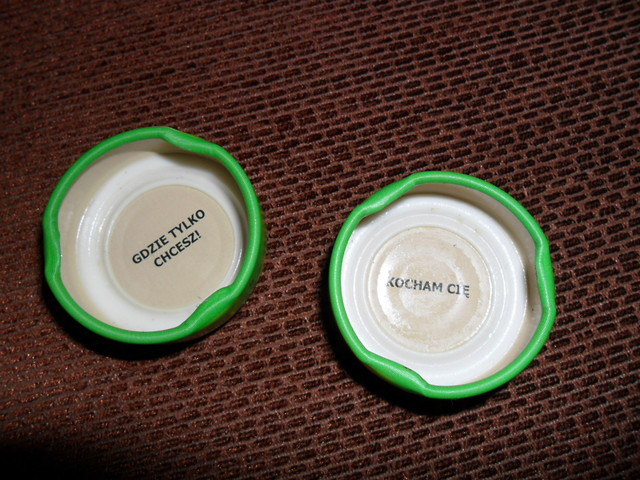 GDZIE TYLKO
CHCESZ!
KOCHAM CIĘ